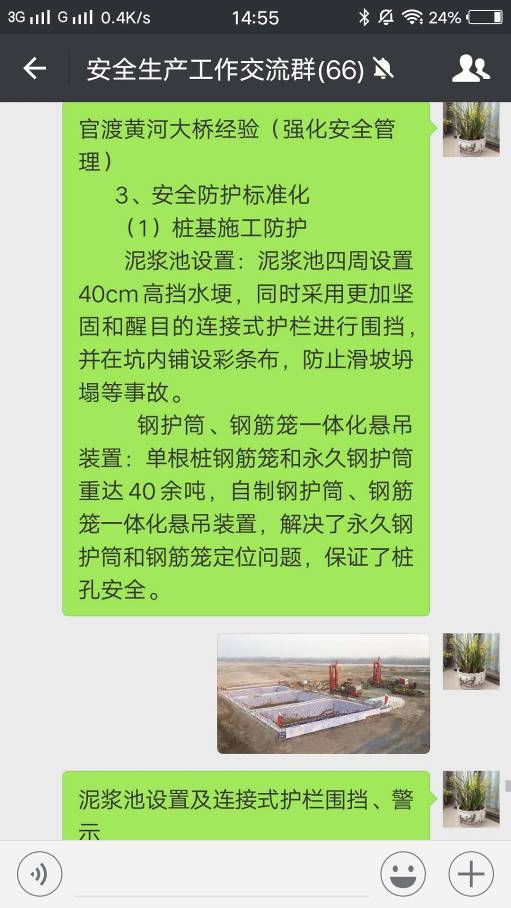 3G G 0.4K/s 14:55 24%
安全生产工作交流群(66)
官渡黄河大桥经验（强化安全管
理）
3、安全防护标准化
（1）桩基施工防护
泥浆池设置：泥浆池四周设置
40cm高挡水埂，同时采用更加坚
固和醒目的连接式护栏进行围挡，
并在坑内铺设彩条布，防止滑坡坍
塌等事故。
钢护筒、钢筋笼一体化悬吊
装置：单根桩钢筋笼和永久钢护筒
重达40余吨，自制钢护筒、钢筋
笼一体化悬吊装置，解决了永久钢
护筒和钢筋笼定位问题，保证了桩
孔安全。
泥浆池设置及连接式护栏围挡、警
示